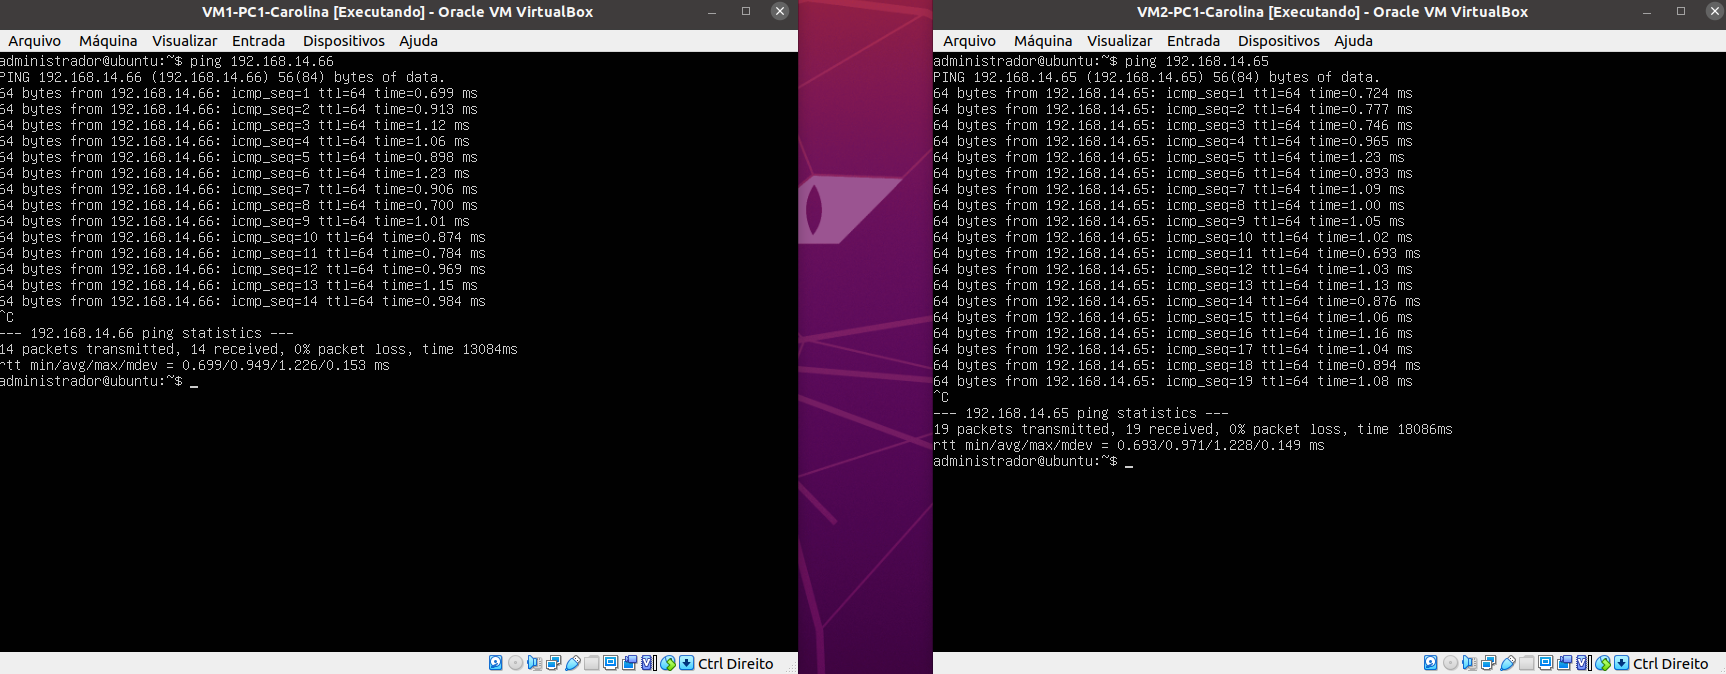 VM1-PC1-Carolina [Executando] - Oracle VM VirtualBox
Arquivo Máquina Visualizar Entrada Dispositivos Ajuda
administrador@ubuntu:~$ ping 192.168.14.66
PING 192.168.14.66 (192.168.14.66) 56(84) bytes of data.
64 bytes from 192.168.14.66: icmp_seq=1 ttl=64 time=0.699 ms
64 bytes from 192.168.14.66: icmp_seq=2 ttl=64 time=0.913 ms
64 bytes from 192.168.14.66: icmp_seq=3 ttl=64 time=1.12 ms
64 bytes from 192.168.14.66: icmp_seq=4 ttl=64 time=1.06 ms
64 bytes from 192.168.14.66: icmp_seq=5 ttl=64 time=0.898 ms
64 bytes from 192.168.14.66: icmp_seq=6 ttl=64 time=1.23 ms
64 bytes from 192.168.14.66: icmp_seq=7 ttl=64 time=0.906 ms
64 bytes from 192.168.14.66: icmp_seq=8 ttl=64 time=0.700 ms
64 bytes from 192.168.14.66: icmp_seq=9 ttl=64 time=1.01 ms
64 bytes from 192.168.14.66: icmp_seq=10 ttl=64 time=0.874 ms
64 bytes from 192.168.14.66: icmp_seq=11 ttl=64 time=0.784 ms
64 bytes from 192.168.14.66: icmp_seq=12 ttl=64 time=0.969 ms
64 bytes from 192.168.14.66: icmp_seq=13 ttl=64 time=1.15 ms
64 bytes from 192.168.14.66: icmp_seq=14 ttl=64 time=0.984 ms
^C
--- 192.168.14.66 ping statistics ---
14 packets transmitted, 14 received, 0% packet loss, time 13084ms
rtt min/avg/max/mdev = 0.699/0.949/1.226/0.153 ms
administrador@ubuntu:~$ _
Ctrl Direito
VM2-PC1-Carolina [Executando] - Oracle VM VirtualBox
Arquivo Máquina Visualizar Entrada Dispositivos Ajuda
administrador@ubuntu:~$ ping 192.168.14.65
PING 192.168.14.65 (192.168.14.65) 56(84) bytes of data.
64 bytes from 192.168.14.65: icmp_seq=1 ttl=64 time=0.724 ms
64 bytes from 192.168.14.65: icmp_seq=2 ttl=64 time=0.777 ms
64 bytes from 192.168.14.65: icmp_seq=3 ttl=64 time=0.746 ms
64 bytes from 192.168.14.65: icmp_seq=4 ttl=64 time=0.965 ms
64 bytes from 192.168.14.65: icmp_seq=5 ttl=64 time=1.23 ms
64 bytes from 192.168.14.65: icmp_seq=6 ttl=64 time=0.893 ms
64 bytes from 192.168.14.65: icmp_seq=7 ttl=64 time=1.09 ms
64 bytes from 192.168.14.65: icmp_seq=8 ttl=64 time=1.00 ms
64 bytes from 192.168.14.65: icmp_seq=9 ttl=64 time=1.05 ms
64 bytes from 192.168.14.65: icmp_seq=10 ttl=64 time=1.02 ms
64 bytes from 192.168.14.65: icmp_seq=11 ttl=64 time=0.693 ms
64 bytes from 192.168.14.65: icmp_seq=12 ttl=64 time=1.03 ms
64 bytes from 192.168.14.65: icmp_seq=13 ttl=64 time=1.13 ms
64 bytes from 192.168.14.65: icmp_seq=14 ttl=64 time=0.876 ms
64 bytes from 192.168.14.65: icmp_seq=15 ttl=64 time=1.06 ms
64 bytes from 192.168.14.65: icmp_seq=16 ttl=64 time=1.16 ms
64 bytes from 192.168.14.65: icmp_seq=17 ttl=64 time=1.04 ms
64 bytes from 192.168.14.65: icmp_seq=18 ttl=64 time=0.894 ms
64 bytes from 192.168.14.65: icmp_seq=19 ttl=64 time=1.08 ms
^C
--- 192.168.14.65 ping statistics ---
19 packets transmitted, 19 received, 0% packet loss, time 18086ms
rtt min/avg/max/mdev = 0.693/0.971/1.228/0.149 ms
administrador@ubuntu:~$ _
Ctrl Direito